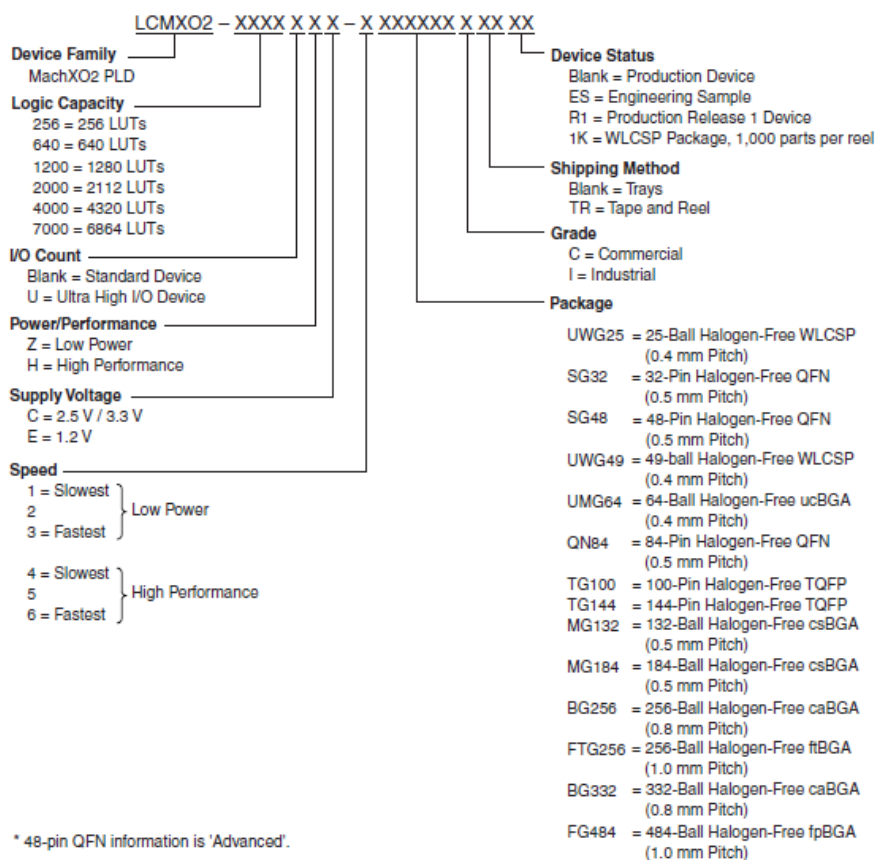 LCMXO2 – XXXX X X X – X XXXXXX X XX XX
Device Family
MachXO2 PLD
Logic Capacity
256 = 256 LUTs
640 = 640 LUTs
1200 = 1280 LUTs
2000 = 2112 LUTs
4000 = 4320 LUTs
7000 = 6864 LUTs
I/O Count
Blank = Standard Device
U = Ultra High I/O Device
Power/Performance
Z = Low Power
H = High Performance
Supply Voltage
C = 2.5 V / 3.3 V
E = 1.2 V
Speed
1 = Slowest
2
3 = Fastest
Low Power
4 = Slowest
5
6 = Fastest
High Performance
Device Status
Blank = Production Device
ES = Engineering Sample
R1 = Production Release 1 Device
1K = WLCSP Package, 1,000 parts per reel
Shipping Method
Blank = Trays
TR = Tape and Reel
Grade
C = Commercial
I = Industrial
Package
UWG25 = 25-Ball Halogen-Free WLCSP
(0.4 mm Pitch)
SG32 = 32-Pin Halogen-Free QFN
(0.5 mm Pitch)
SG48 = 48-Pin Halogen-Free QFN
(0.5 mm Pitch)
UWG49 = 49-ball Halogen-Free WLCSP
(0.4 mm Pitch)
UMG64 = 64-Ball Halogen-Free ucBGA
(0.4 mm Pitch)
QN84 = 84-Pin Halogen-Free QFN
(0.5 mm Pitch)
TG100 = 100-Pin Halogen-Free TQFP
TG144 = 144-Pin Halogen-Free TQFP
MG132 = 132-Ball Halogen-Free csBGA
(0.5 mm Pitch)
MG184 = 184-Ball Halogen-Free csBGA
(0.5 mm Pitch)
BG256 = 256-Ball Halogen-Free caBGA
(0.8 mm Pitch)
FTG256 = 256-Ball Halogen-Free ftBGA
(1.0 mm Pitch)
BG332 = 332-Ball Halogen-Free caBGA
(0.8 mm Pitch)
FG484 = 484-Ball Halogen-Free fpBGA
(1.0 mm Pitch)
* 48-pin QFN information is 'Advanced'.